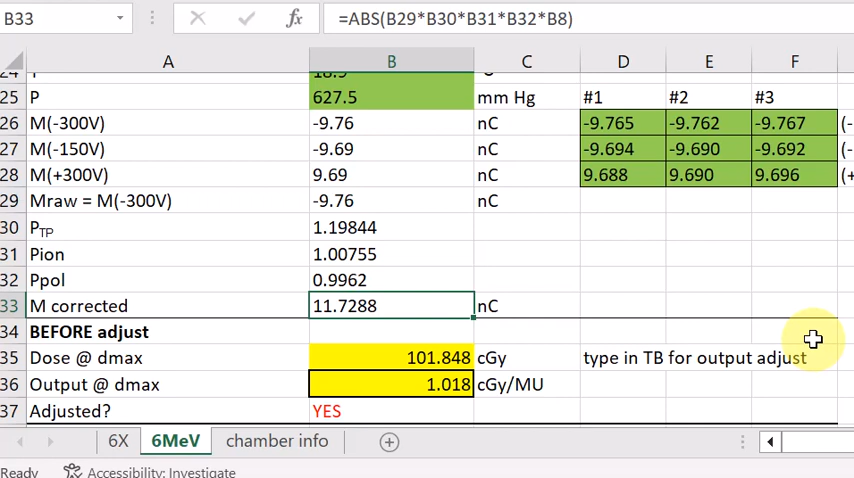 B33 fx =ABS(B29*B30*B31*B32*B8)
A B C D E F
25 P 627.5 mm Hg #1 #2 #3
26 M(-300V) -9.76 nC -9.765 -9.762 -9.767 (-
27 M(-150V) -9.69 nC -9.694 -9.690 -9.692 (-
28 M(+300V) 9.69 nC 9.688 9.690 9.696 (+
29 Mraw = M(-300V) -9.76 nC
30 PTP 1.19844
31 Pion 1.00755
32 Ppol 0.9962
33 M corrected 11.7288 nC
34 BEFORE adjust
35 Dose @ dmax 101.848 cGy type in TB for output adjust
36 Output @ dmax 1.018 cGy/MU
37 Adjusted? YES
6X 6MeV chamber info
Ready Accessibility: Investigate